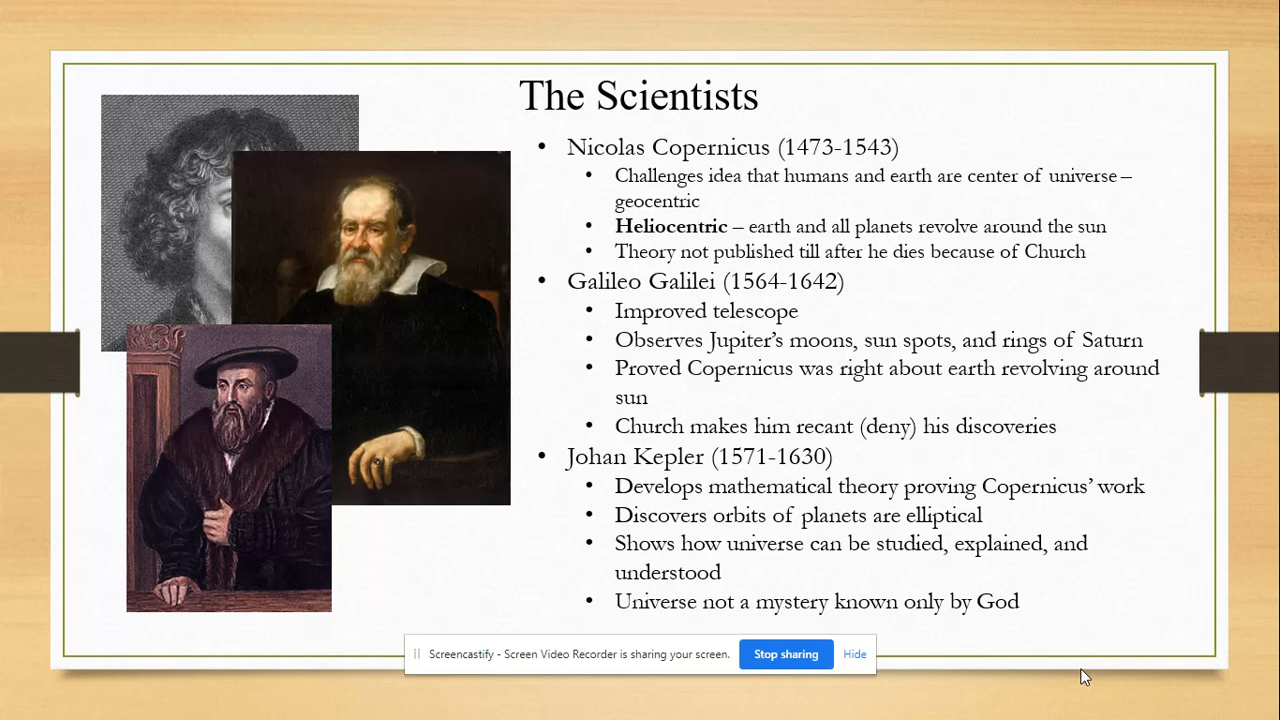 The Scientists
• Nicolas Copernicus (1473-1543)
• Challenges idea that humans and earth are center of universe –
geocentric
• Heliocentric – earth and all planets revolve around the sun
• Theory not published till after he dies because of Church
• Galileo Galilei (1564-1642)
• Improved telescope
• Observes Jupiter’s moons, sun spots, and rings of Saturn
• Proved Copernicus was right about earth revolving around
sun
• Church makes him recant (deny) his discoveries
• Johan Kepler (1571-1630)
• Develops mathematical theory proving Copernicus’ work
• Discovers orbits of planets are elliptical
• Shows how universe can be studied, explained, and
understood
• Universe not a mystery known only by God
Screencastify - Screen Video Recorder is sharing your screen. Stop sharing Hide